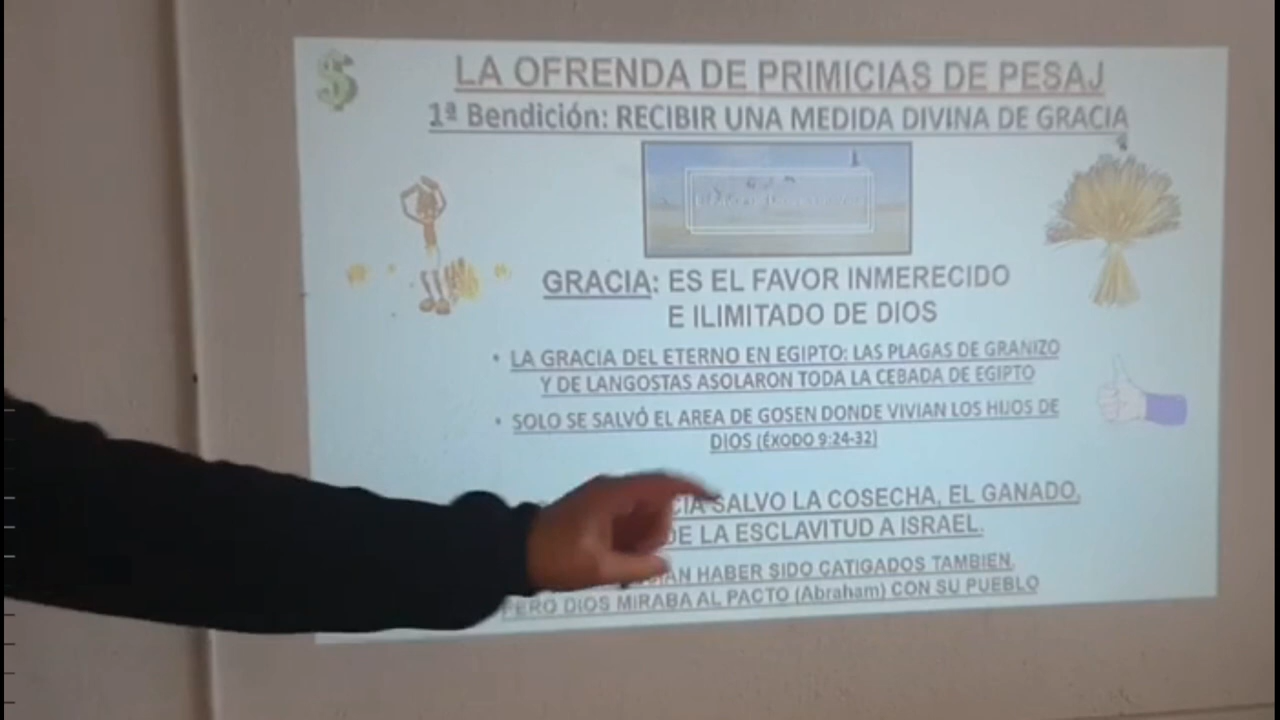 LA OFRENDA DE PRIMICIAS DE PESAJ
1ª Bendición: RECIBIR UNA MEDIDA DIVINA DE GRACIA
GRACIA: ES EL FAVOR INMERECIDO
E ILIMITADO DE DIOS
• LA GRACIA DEL ETERNO EN EGIPTO: LAS PLAGAS DE GRANIZO
Y DE LANGOSTAS ASOLARON TODA LA CEBADA DE EGIPTO
• SOLO SE SALVÓ EL AREA DE GOSEN DONDE VIVIAN LOS HIJOS DE
DIOS (ÉXODO 9:24-32)
SALVO LA COSECHA, EL GANADO,
DE LA ESCLAVITUD A ISRAEL.
HABER SIDO CATIGADOS TAMBIEN.
PERO DIOS MIRABA AL PACTO (Abraham) CON SU PUEBLO